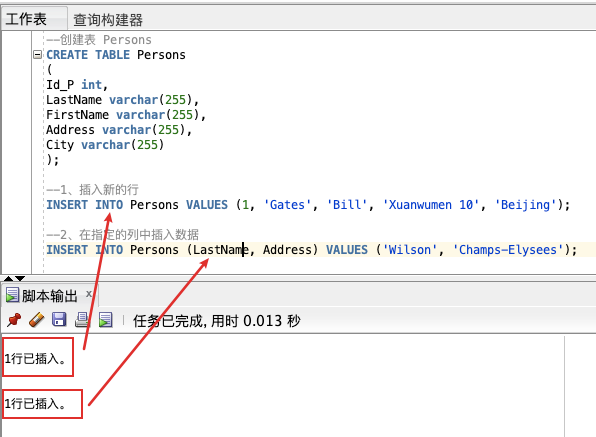 工作表 查询构建器
——创建表 Persons
CREATE TABLE Persons
(
Id_P int,
LastName varchar(255),
FirstName varchar(255),
Address varchar(255),
City varchar(255)
);
——1、插入新的行
INSERT INTO Persons VALUES (1, 'Gates', 'Bill', 'Xuanwumen 10', 'Beijing');
——2、在指定的列中插入数据
INSERT INTO Persons (LastName, Address) VALUES ('Wilson', 'Champs-Elysees');
脚本输出 x
任务已完成, 用时 0.013 秒
1行已插入。
1行已插入。